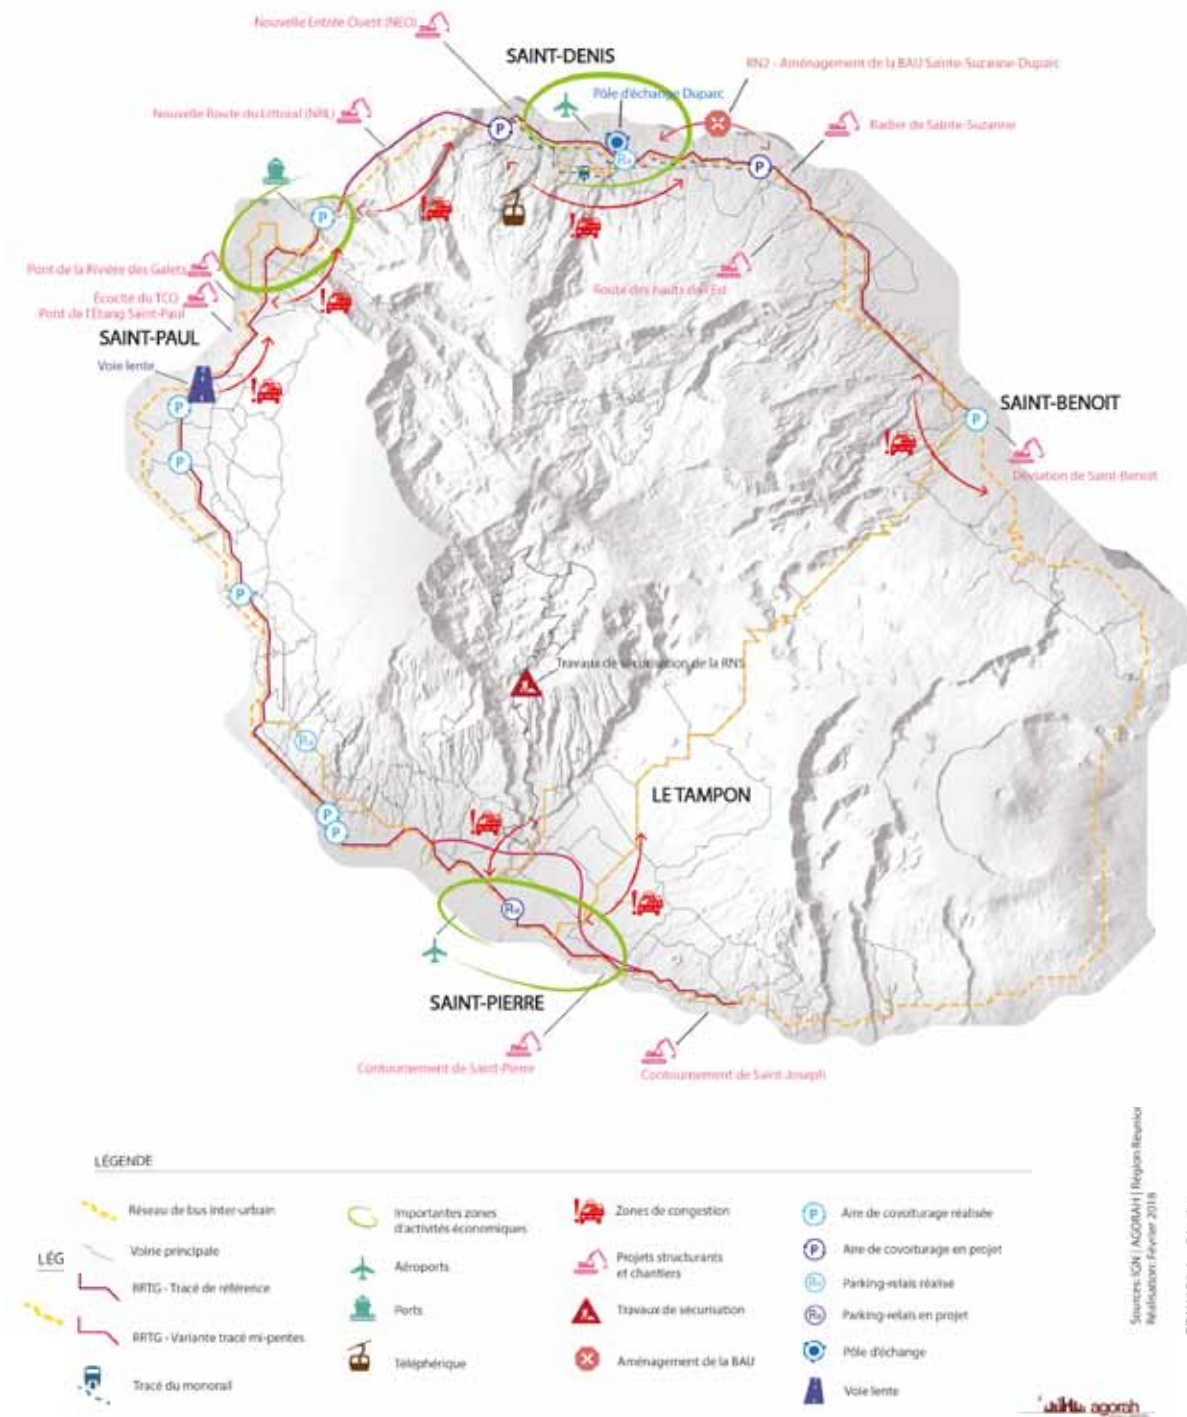 Nouvelle Entrée Ouest (NEO)
SAINT-DENIS
RN2 - Aménagement de la BAU Sainte-Suzanne-Duparc
Pôle d'échange Duparc
Nouvelle Route du Littoral (NRL)
Radier de Sainte-Suzanne
P
P
Ra
P
P
Pont de la Rivière des Galets
Route des hauts de l'Est
Écocité du TCO
Pont de l'Étang Saint-Paul
SAINT-PAUL
Voie lente
P
SAINT-BENOIT
P
P
Déviation de Saint-Benoit
P
Travaux de sécurisation de la RN5
Ra
LE TAMPON
P
P
Ra
SAINT-PIERRE
Contournement de Saint-Pierre
Contournement de Saint-Joseph
LÉGENDE
LÉG
Réseau de bus inter-urbain
Voirie principale
RRTG - Tracé de référence
RRTG - Variante tracé mi-pentes
Tracé du monorail
Importantes zones
d'activités économiques
Aéroports
Ports
Téléphérique
Zones de congestion
Projets structurants
et chantiers
Travaux de sécurisation
Aménagement de la BAU
P Aire de covoiturage réalisée
P Aire de covoiturage en projet
Ra Parking-relais réalisé
Ra Parking-relais en projet
Pôle d'échange
Voie lente
Sources: IGN | AGORAH | Région Réunion
Réalisation: Février 2018
agorah